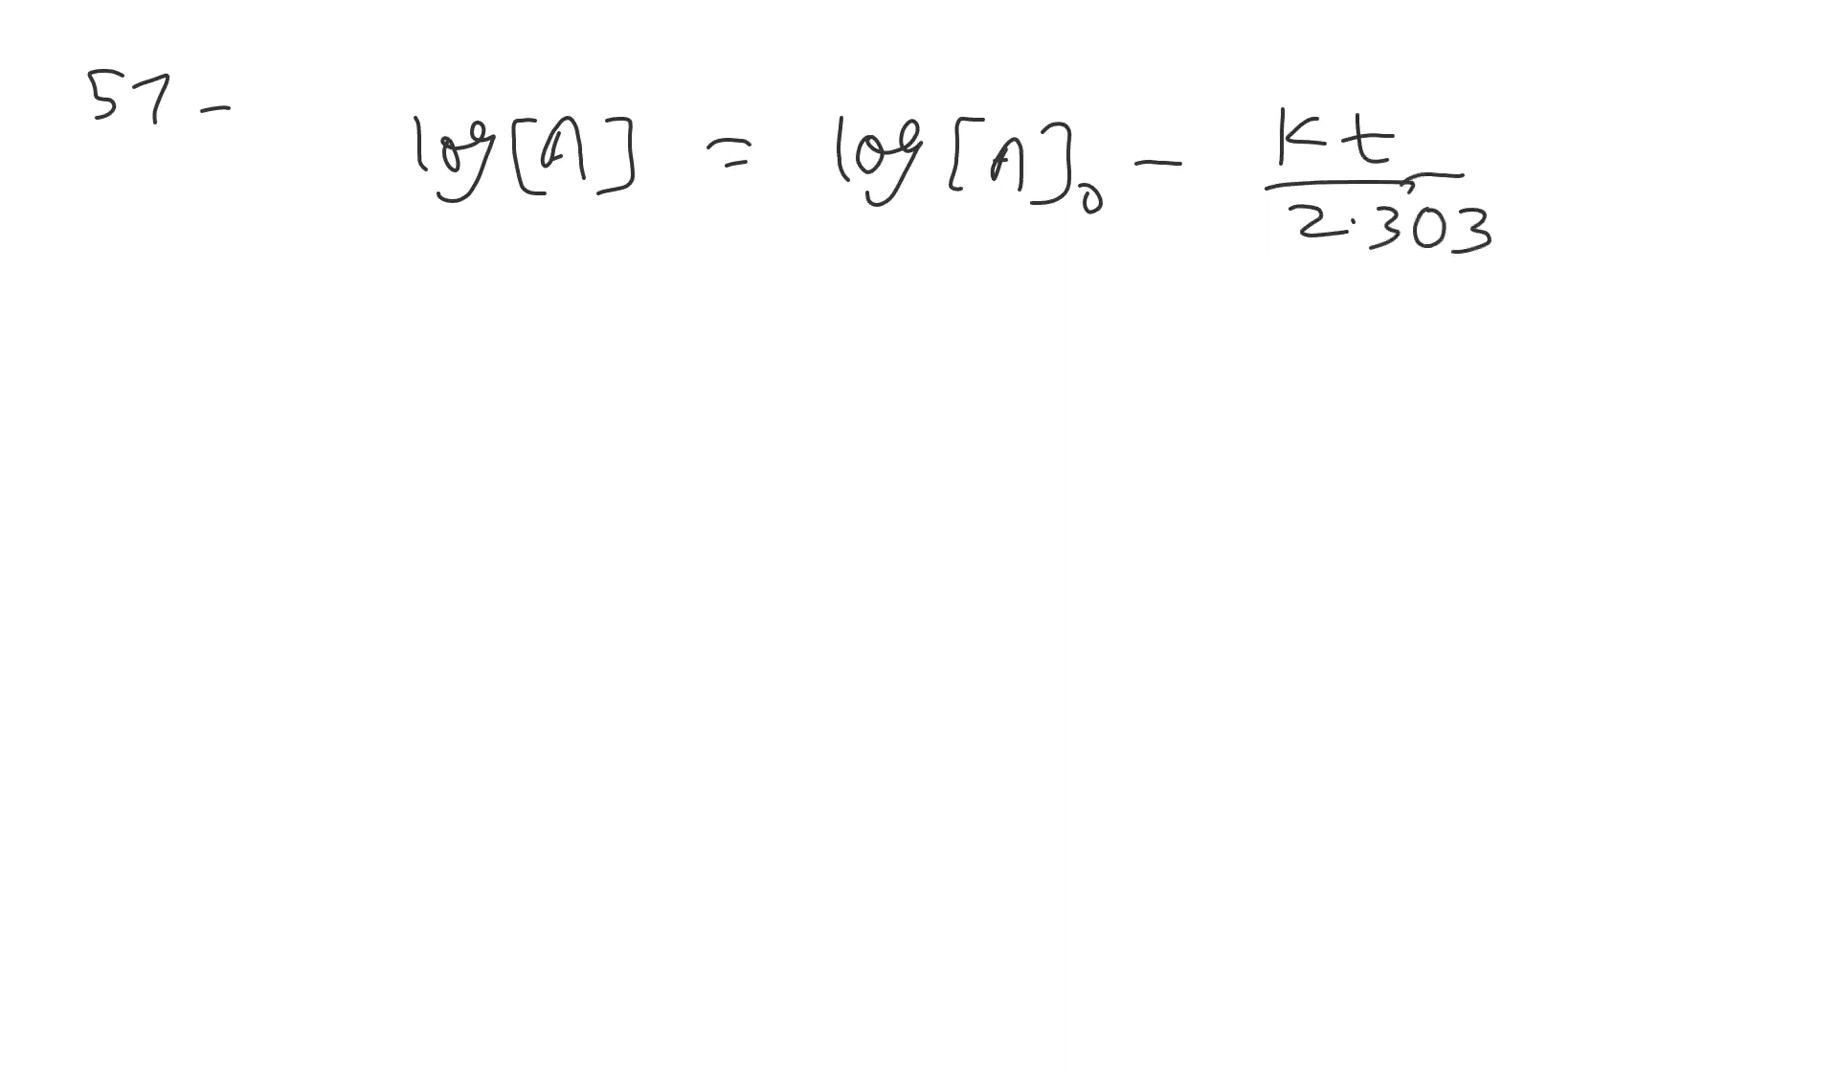 57 -
log[A] = log[A]₀ - Kt / 2.303